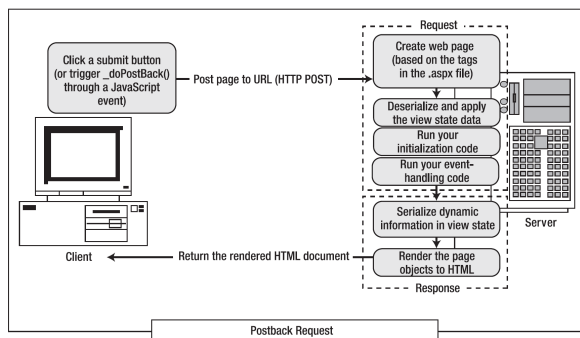 Request
Click a submit button
(or trigger _doPostBack()
through a JavaScript
event)
Post page to URL (HTTP POST)
Create web page
(based on the tags
in the .aspx file)
Deserialize and apply
the view state data
Run your
initialization code
Run your event-
handling code
Serialize dynamic
information in view state
Server
Client
Return the rendered HTML document
Render the page
objects to HTML
Response
Postback Request